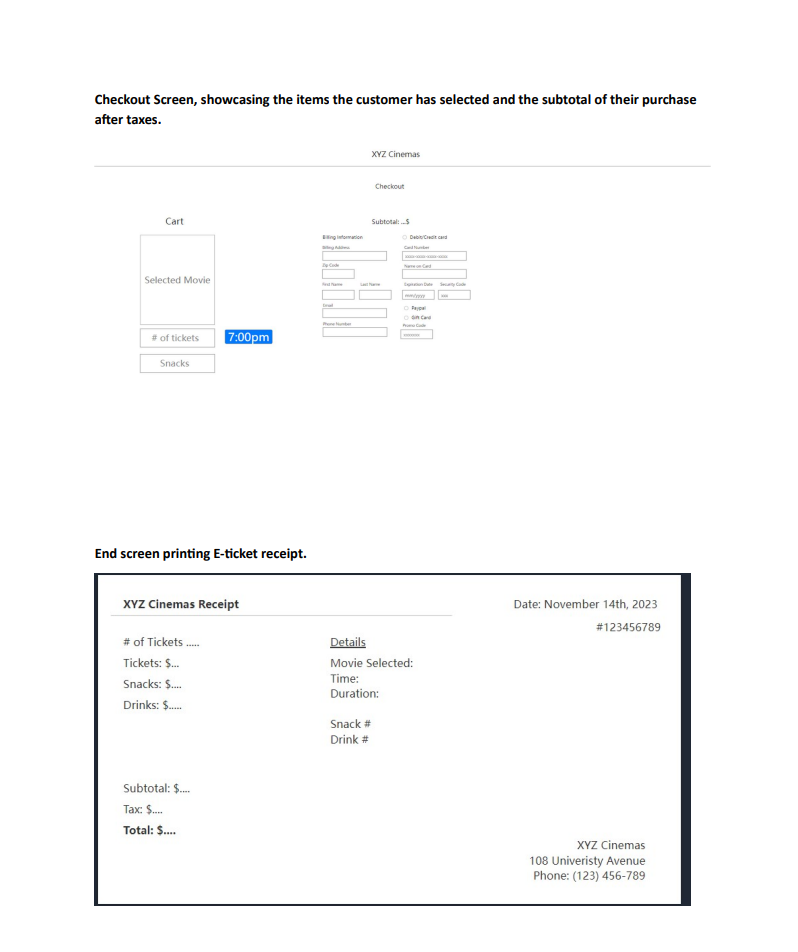 Checkout Screen, showcasing the items the customer has selected and the subtotal of their purchase
after taxes.
XYZ Cinemas
Checkout
Cart
Selected Movie
# of tickets
7:00pm
Snacks
Subtotal: ...$
Billing Information
Billing Address
Zip Code
First Name Last Name
Email
Phone Number
Debit/Credit card
Card Number
xxxx-xxxx-xxxx-xxxx
Name on Card
Expiration Date Security Code
mm/yyyy xxx
Paypal
Gift Card
Promo Code
End screen printing E-ticket receipt.
XYZ Cinemas Receipt
Date: November 14th, 2023
#123456789
# of Tickets .....
Tickets: $...
Snacks: $....
Drinks: $.....
Details
Movie Selected:
Time:
Duration:
Snack #
Drink #
Subtotal: $....
Tax: $....
Total: $....
XYZ Cinemas
108 Univeristy Avenue
Phone: (123) 456-789